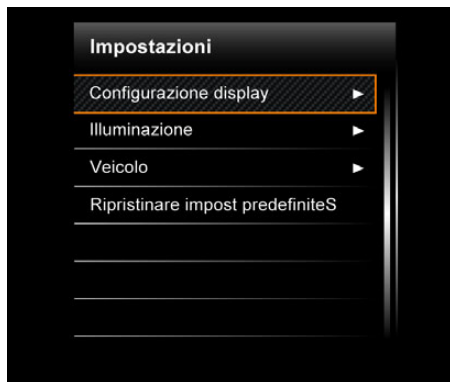 Impostazioni
Configurazione display
Illuminazione
Veicolo
Ripristinare impost predefiniteS